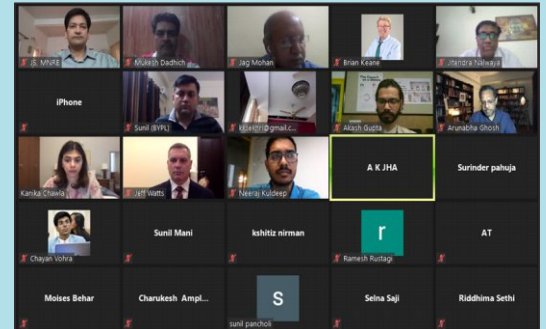 JS, MNRE
Mukesh Dadhich
Jag Mohan
Brian Keane
Jitendra Nalwaya
iPhone
Sunil (BYPL)
Akash Gupta
Arunabha Ghosh
Kanika Chawla
Jeff Watts
Neeraj Kuldeep
A K JHA
Surinder pahuja
Chayan Vohra
Sunil Mani
kshitiz nirman
r
Ramesh Rustagi
AT
Moises Behar
Charukesh Ampl...
S
sunil pancholi
Selna Saji
Riddhima Sethi